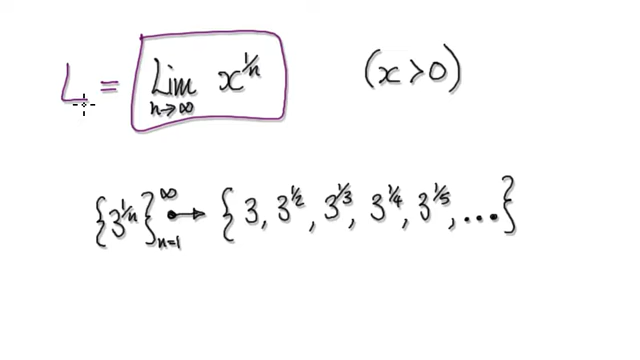 L = Lim n→∞ x^1/n (x > 0)
{3^1/n}_n=1^∞ •→ {3, 3^1/2, 3^1/3, 3^1/4, 3^1/5, ...}